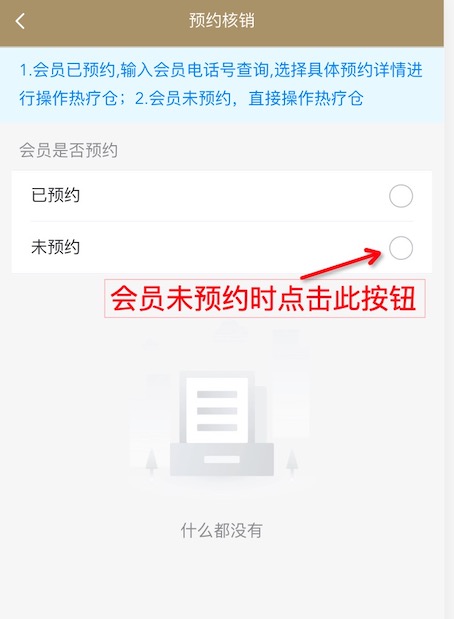 预约核销
1.会员已预约,输入会员电话号查询,选择具体预约详情进
行操作热疗仓；2.会员未预约，直接操作热疗仓
会员是否预约
已预约
未预约
会员未预约时点击此按钮
什么都没有